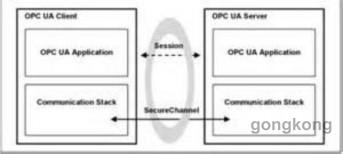 OPC UA Client
OPC UA Server
OPC UA Application
Session
OPC UA Application
Communication Stack
Communication Stack
SecureChannel
gongkong